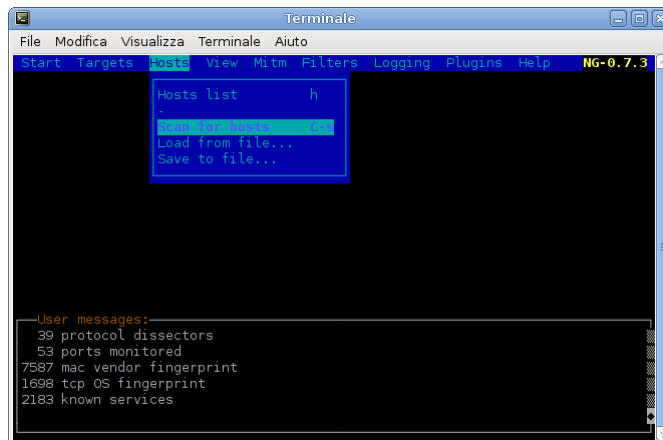 Terminale
File Modifica Visualizza Terminale Aiuto
Start Targets Hosts View Mitm Filters Logging Plugins Help NG-0.7.3
Hosts list h
-
Scan for hosts C-s
Load from file...
Save to file...
User messages:
39 protocol dissectors
53 ports monitored
7587 mac vendor fingerprint
1698 tcp OS fingerprint
2183 known services